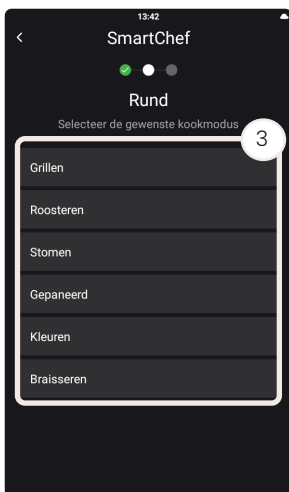 13:42
SmartChef
Rund
Selecteer de gewenste kookmodus
3
Grillen
Roosteren
Stomen
Gepaneerd
Kleuren
Braisseren